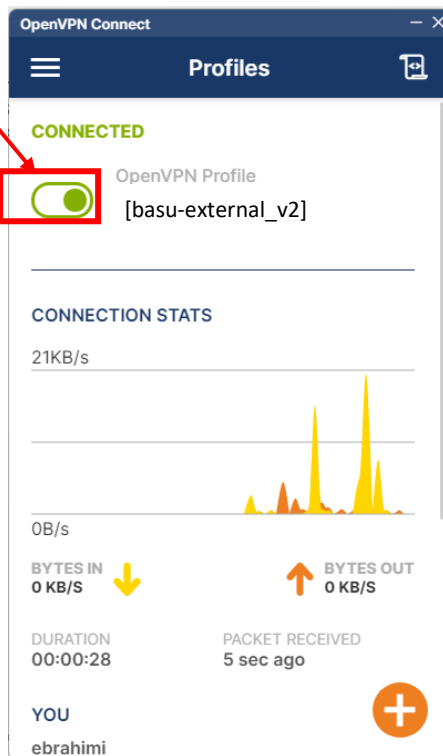 OpenVPN Connect
Profiles
CONNECTED
OpenVPN Profile
[basu-external_v2]
CONNECTION STATS
21KB/s
0B/s
BYTES IN
0 KB/S
BYTES OUT
0 KB/S
DURATION
00:00:28
PACKET RECEIVED
5 sec ago
YOU
ebrahimi